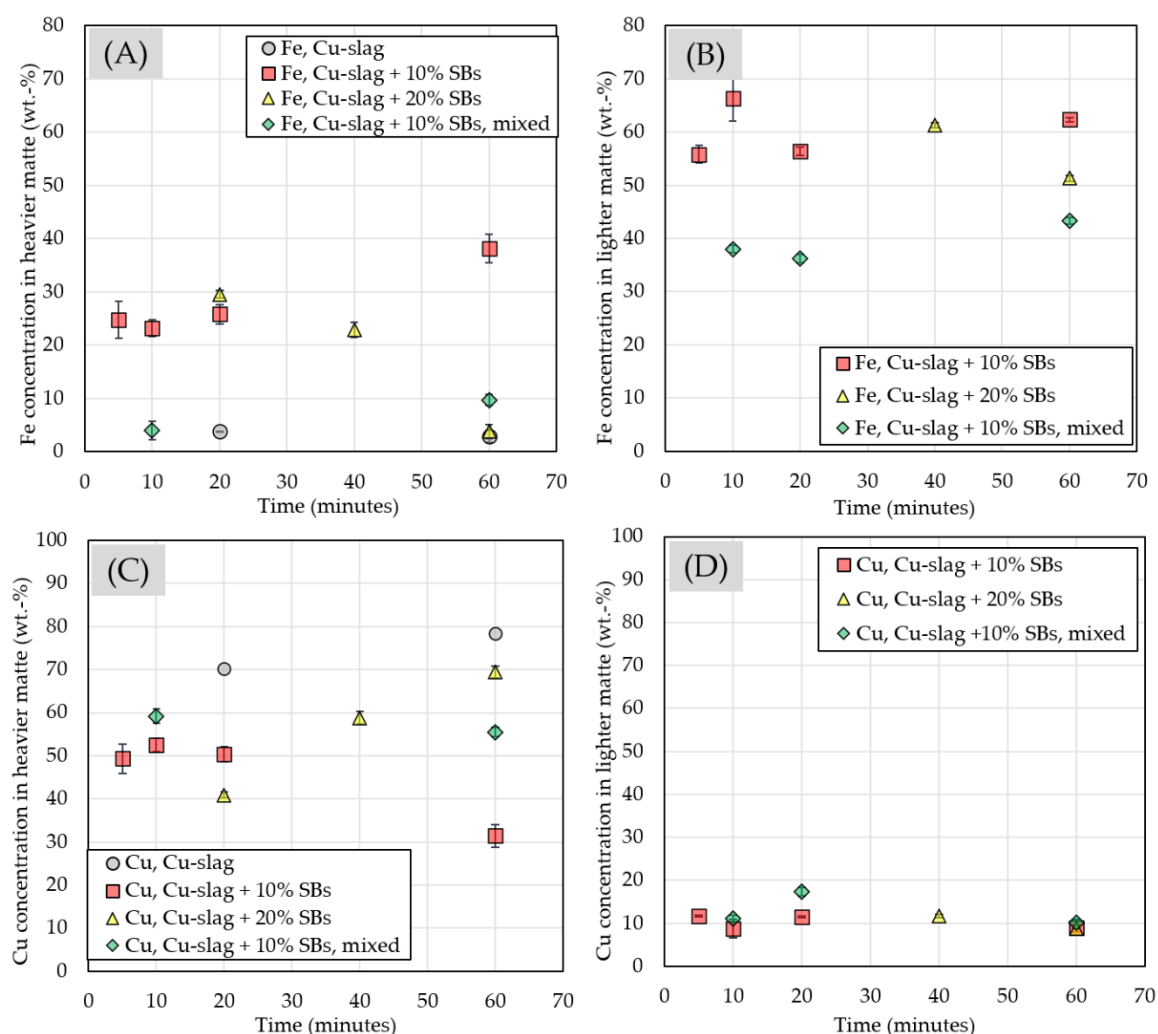 (A)
Fe, Cu-slag
Fe, Cu-slag + 10% SBs
Fe, Cu-slag + 20% SBs
Fe, Cu-slag + 10% SBs, mixed
Fe concentration in heavier matte (wt.-%)
80
70
60
50
40
30
20
10
0
0 10 20 30 40 50 60 70
Time (minutes)
(B)
Fe, Cu-slag + 10% SBs
Fe, Cu-slag + 20% SBs
Fe, Cu-slag + 10% SBs, mixed
Fe concentration in lighter matte (wt.-%)
80
70
60
50
40
30
20
10
0
0 10 20 30 40 50 60 70
Time (minutes)
(C)
Cu, Cu-slag
Cu, Cu-slag + 10% SBs
Cu, Cu-slag + 20% SBs
Cu, Cu-slag + 10% SBs, mixed
Cu concentration in heavier matte (wt.-%)
100
90
80
70
60
50
40
30
20
10
0
0 10 20 30 40 50 60 70
Time (minutes)
(D)
Cu, Cu-slag + 10% SBs
Cu, Cu-slag + 20% SBs
Cu, Cu-slag +10% SBs, mixed
Cu concentration in lighter matte (wt.-%)
100
90
80
70
60
50
40
30
20
10
0
0 10 20 30 40 50 60 70
Time (minutes)